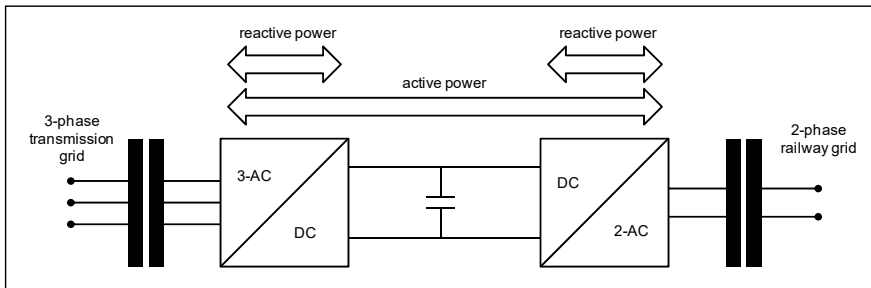 reactive power
reactive power
active power
3-phase
transmission
grid
2-phase
railway grid
3-AC
DC
DC
2-AC